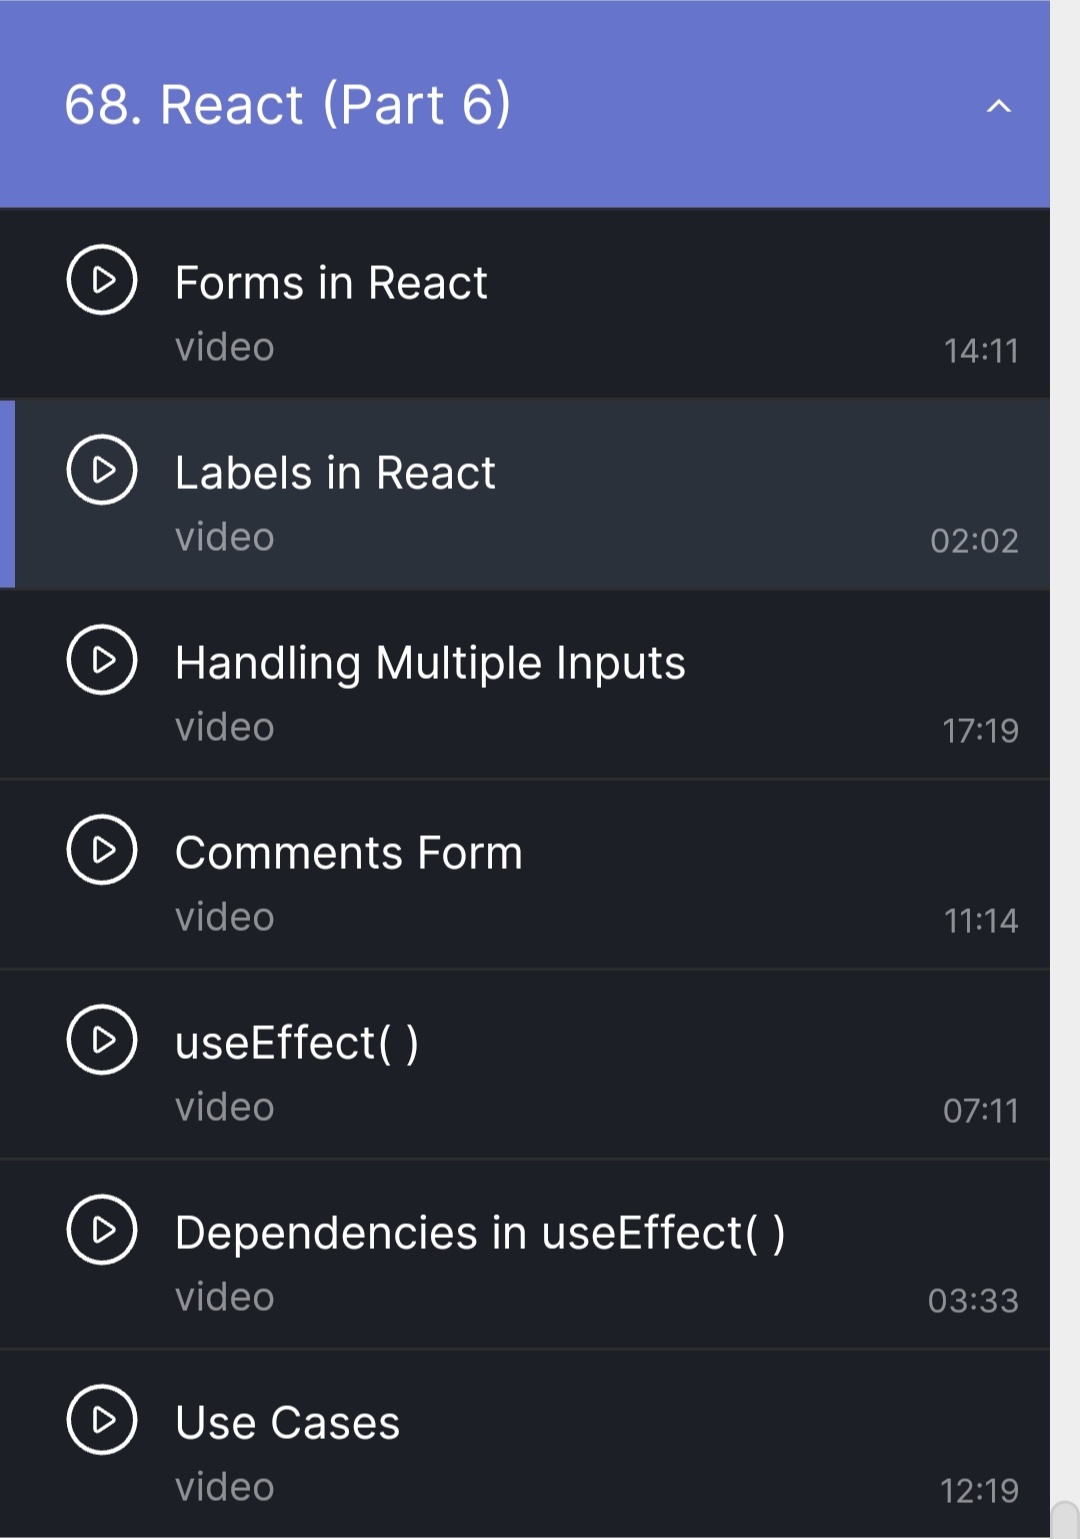 68. React (Part 6)
Forms in React
video
14:11
Labels in React
video
02:02
Handling Multiple Inputs
video
17:19
Comments Form
video
11:14
useEffect( )
video
07:11
Dependencies in useEffect( )
video
03:33
Use Cases
video
12:19